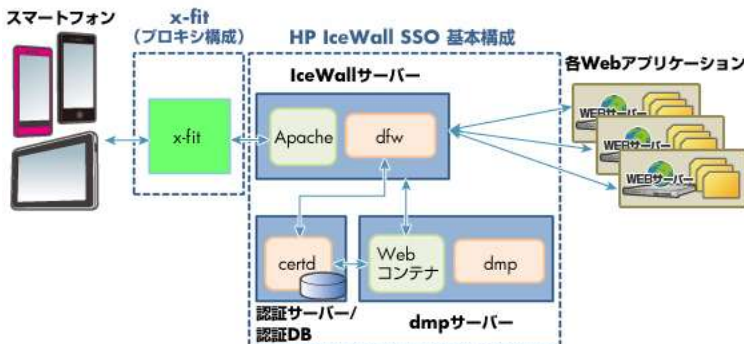 スマートフォン
x-fit
（プロキシ構成）
HP IceWall SSO 基本構成
IceWallサーバー
各Webアプリケーション
x-fit
Apache
dfw
WEBサーバー
WEBサーバー
WEBサーバー
certd
Web
コンテナ
dmp
認証サーバー/
認証DB
dmpサーバー